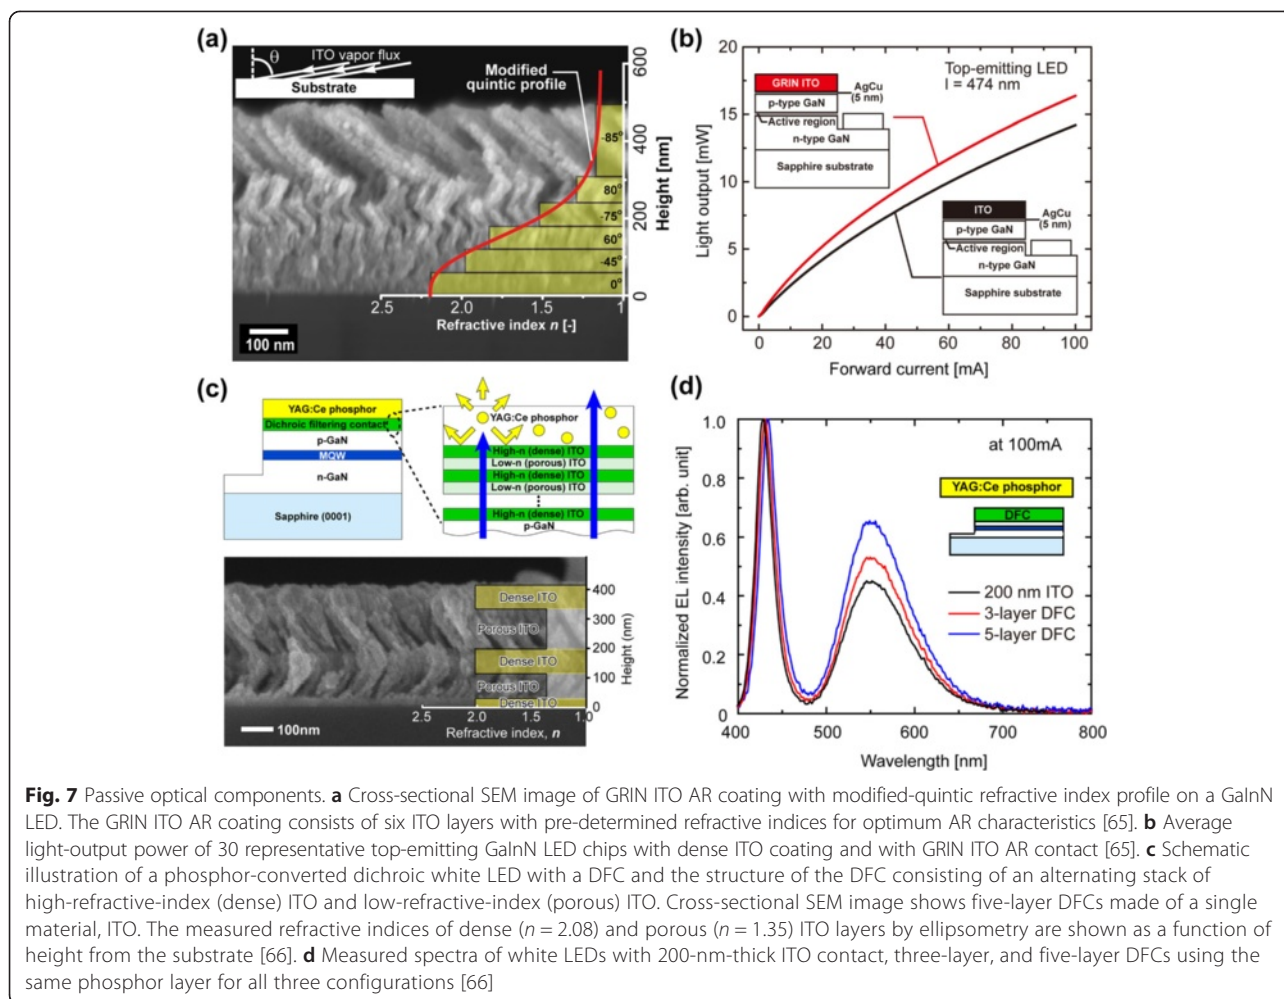 (a)
θ
ITO vapor flux
Substrate
Modified
quintic profile
-85°
80°
-75°
60°
-45°
0°
600
400
200
0
Height [nm]
2.5
2.0
1.5
1
Refractive index n [-]
100 nm
(b)
20
15
10
5
0
Light output [mW]
0
20
40
60
80
100
Forward current [mA]
Top-emitting LED
l = 474 nm
GRIN ITO
p-type GaN
Active region
n-type GaN
Sapphire substrate
AgCu
(5 nm)
ITO
p-type GaN
Active region
n-type GaN
Sapphire substrate
AgCu
(5 nm)
(c)
YAG:Ce phosphor
Dichroic filtering contact
p-GaN
MQW
n-GaN
Sapphire (0001)
YAG:Ce phosphor
High-n (dense) ITO
Low-n (porous) ITO
High-n (dense) ITO
Low-n (porous) ITO
High-n (dense) ITO
p-GaN
Dense ITO
Porous ITO
Dense ITO
Porous ITO
Dense ITO
400
300
200
100
0
Height (nm)
2.5
2.0
1.5
1.0
Refractive index, n
100nm
(d)
1.0
0.8
0.6
0.4
0.2
0
Normalized EL intensity [arb. unit]
400
500
600
700
800
Wavelength [nm]
at 100mA
YAG:Ce phosphor
DFC
200 nm ITO
3-layer DFC
5-layer DFC
Fig. 7 Passive optical components. a Cross-sectional SEM image of GRIN ITO AR coating with modified-quintic refractive index profile on a GaInN
LED. The GRIN ITO AR coating consists of six ITO layers with pre-determined refractive indices for optimum AR characteristics [65]. b Average
light-output power of 30 representative top-emitting GaInN LED chips with dense ITO coating and with GRIN ITO AR contact [65]. c Schematic
illustration of a phosphor-converted dichroic white LED with a DFC and the structure of the DFC consisting of an alternating stack of
high-refractive-index (dense) ITO and low-refractive-index (porous) ITO. Cross-sectional SEM image shows five-layer DFCs made of a single
material, ITO. The measured refractive indices of dense (n = 2.08) and porous (n = 1.35) ITO layers by ellipsometry are shown as a function of
height from the substrate [66]. d Measured spectra of white LEDs with 200-nm-thick ITO contact, three-layer, and five-layer DFCs using the
same phosphor layer for all three configurations [66]